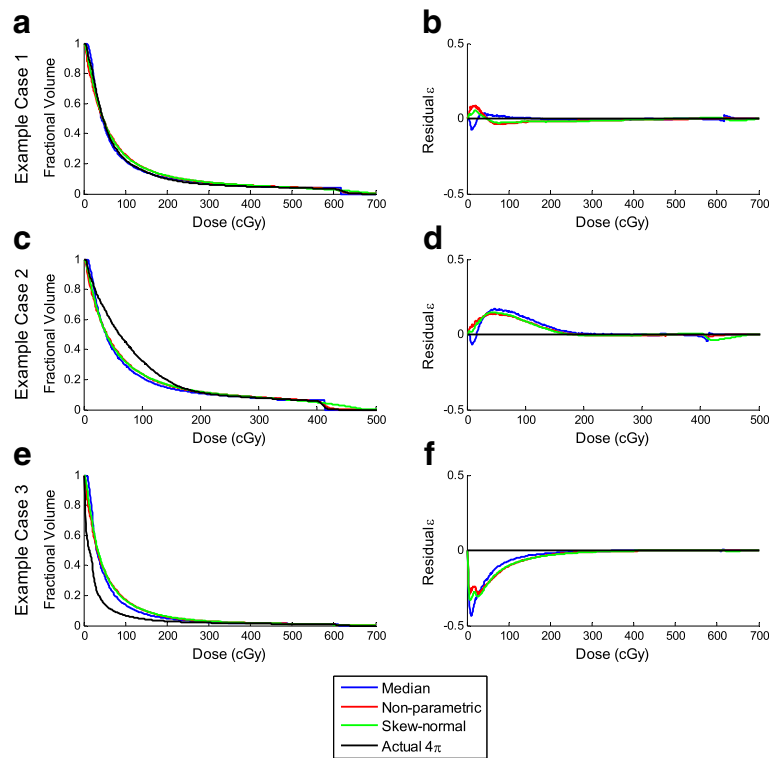 a
Example Case 1
Fractional Volume
1
0.8
0.6
0.4
0.2
0
0 100 200 300 400 500 600 700
Dose (cGy)
b
Residual ε
0.5
0
-0.5
0 100 200 300 400 500 600 700
Dose (cGy)
c
Example Case 2
Fractional Volume
1
0.8
0.6
0.4
0.2
0
0 100 200 300 400 500
Dose (cGy)
d
Residual ε
0.5
0
-0.5
0 100 200 300 400 500
Dose (cGy)
e
Example Case 3
Fractional Volume
1
0.8
0.6
0.4
0.2
0
0 100 200 300 400 500 600 700
Dose (cGy)
f
Residual ε
0.5
0
-0.5
0 100 200 300 400 500 600 700
Dose (cGy)
Median
Non-parametric
Skew-normal
Actual 4π